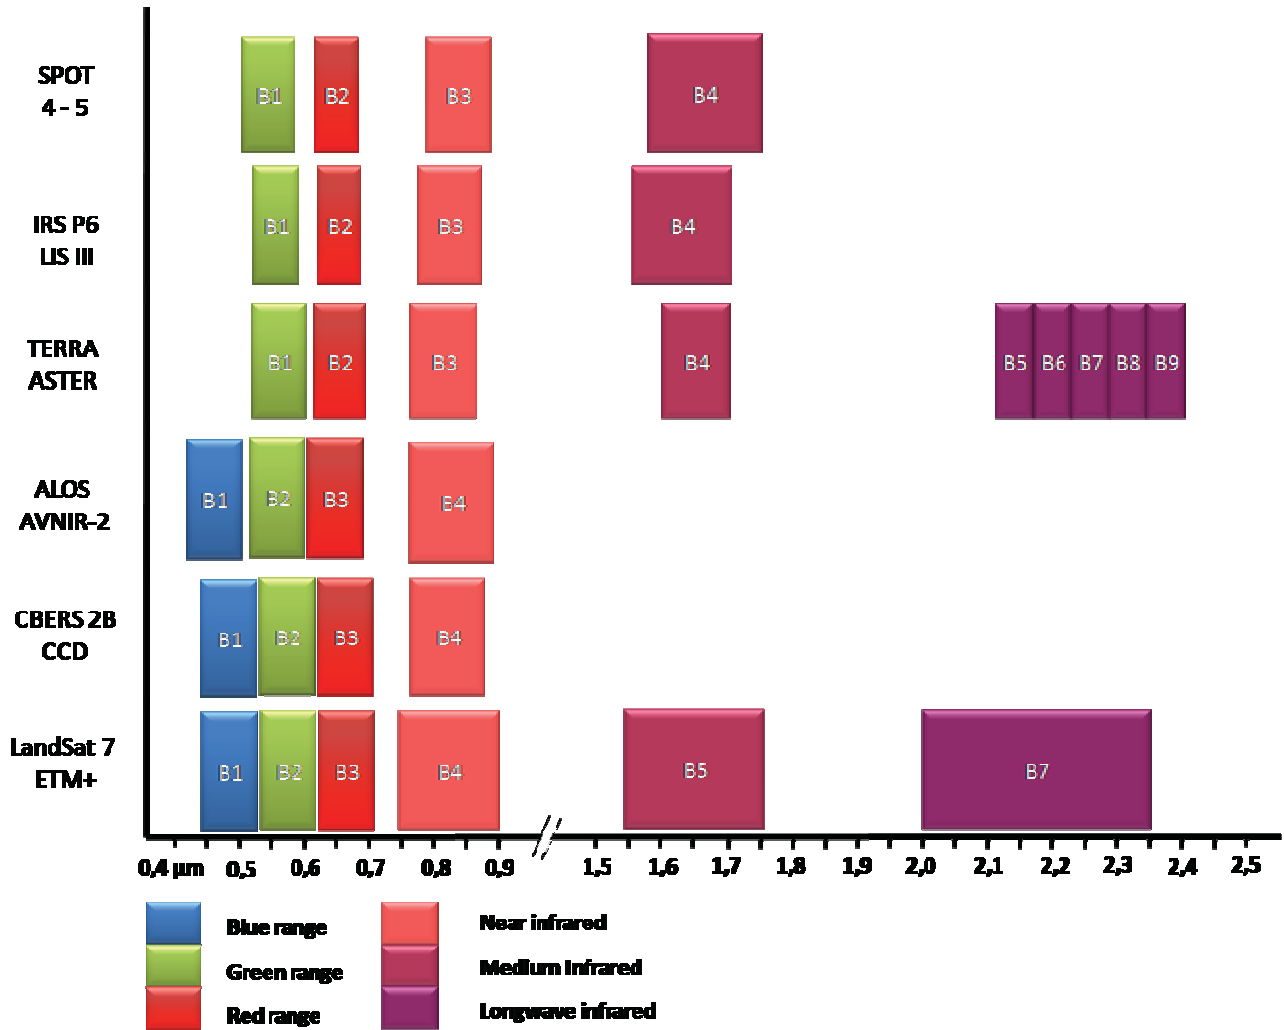 SPOT
4 - 5
B1 B2 B3 B4
IRS P6
LIS III
B1 B2 B3 B4
TERRA
ASTER
B1 B2 B3 B4 B5 B6 B7 B8 B9
ALOS
AVNIR-2
B1 B2 B3 B4
CBERS 2B
CCD
B1 B2 B3 B4
LandSat 7
ETM+
B1 B2 B3 B4 B5 B7
0,4 µm 0,5 0,6 0,7 0,8 0,9 1,5 1,6 1,7 1,8 1,9 2,0 2,1 2,2 2,3 2,4 2,5
Blue range
Green range
Red range
Near infrared
Medium Infrared
Longwave infrared